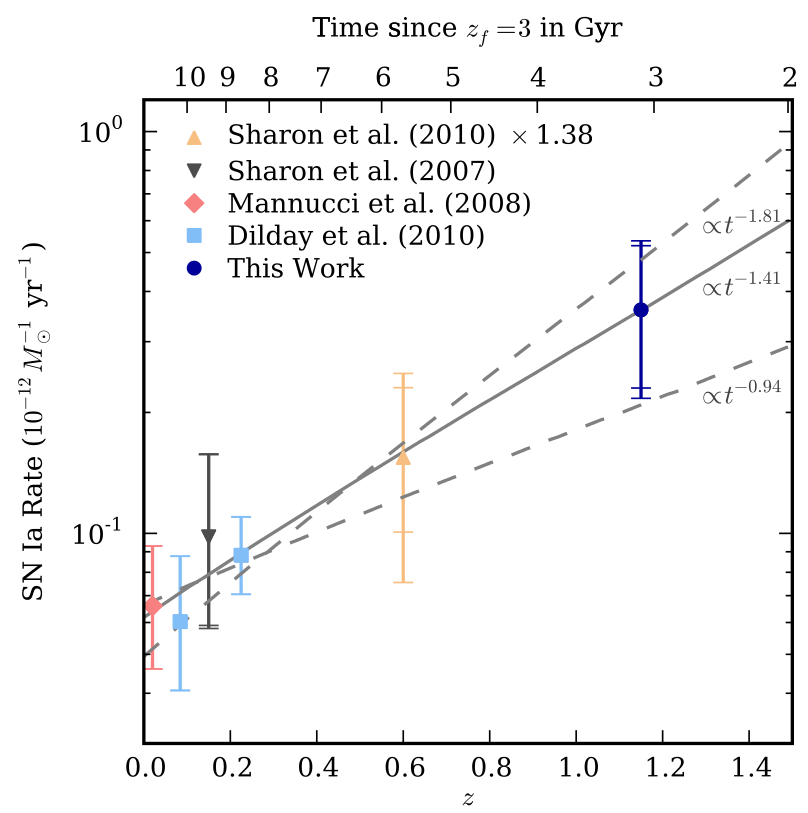 Time since z_f = 3 in Gyr
10 9 8 7 6 5 4 3 2
10^0
10^-1
SN Ia Rate (10^-12 M_⊙^-1 yr^-1)
Sharon et al. (2010) × 1.38
Sharon et al. (2007)
Mannucci et al. (2008)
Dilday et al. (2010)
This Work
∝t^-1.81
∝t^-1.41
∝t^-0.94
0.0 0.2 0.4 0.6 0.8 1.0 1.2 1.4
z